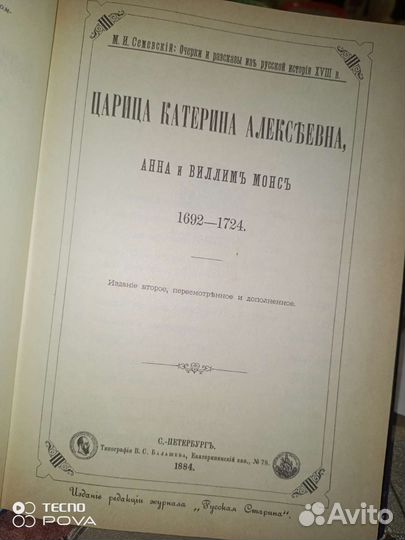 ом.
М. И. Семевскій: Очерки и разсказы изъ русской исторіи XVIII в.
ЦАРИЦА КАТЕРИНА АЛЕКСѢЕВНА,
АННА и ВИЛЛИМЪ МОНСЪ
1692—1724.
Изданіе второе, пересмотрѣнное и дополненное.
С.-ПЕТЕРБУРГЪ.
Типографія В. С. Балашева, Екатерининскій кан., № 78.
1884.
Изданіе редакціи журнала „Русская Старина“.
TECNO
POVA
Avito